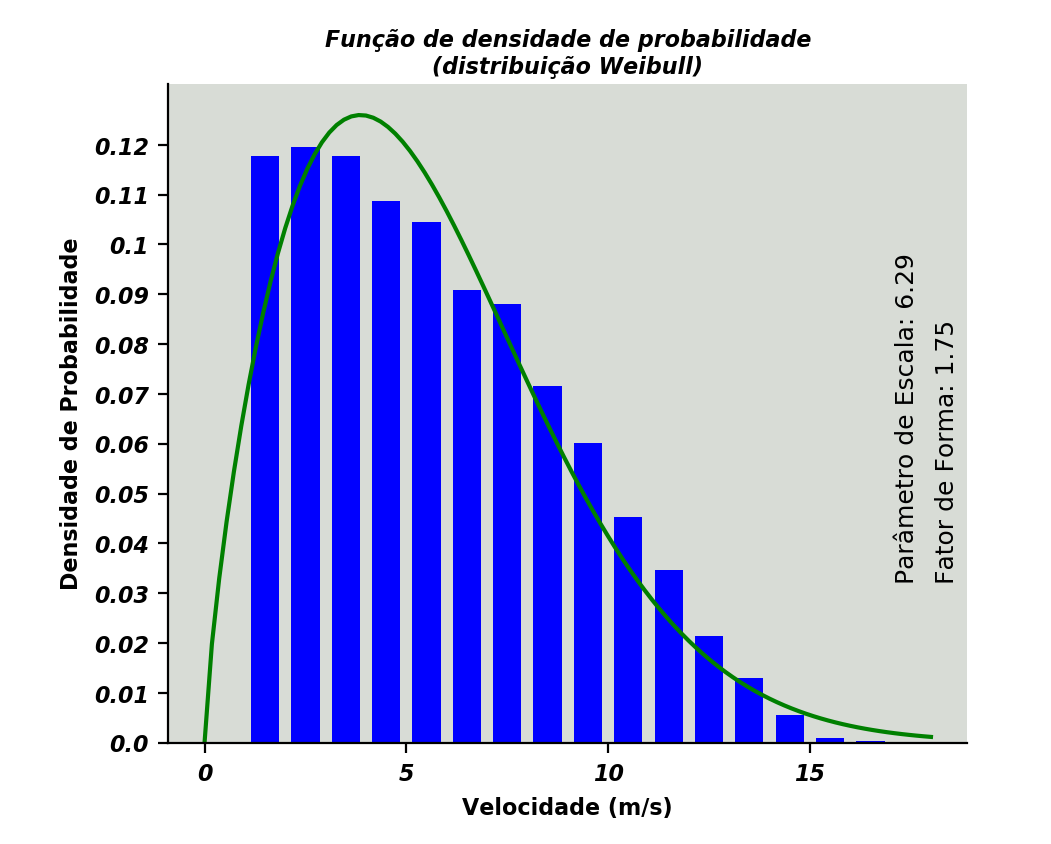 Função de densidade de probabilidade
(distribuição Weibull)
Densidade de Probabilidade
0.12
0.11
0.1
0.09
0.08
0.07
0.06
0.05
0.04
0.03
0.02
0.01
0.0
0 5 10 15
Velocidade (m/s)
Parâmetro de Escala: 6.29
Fator de Forma: 1.75